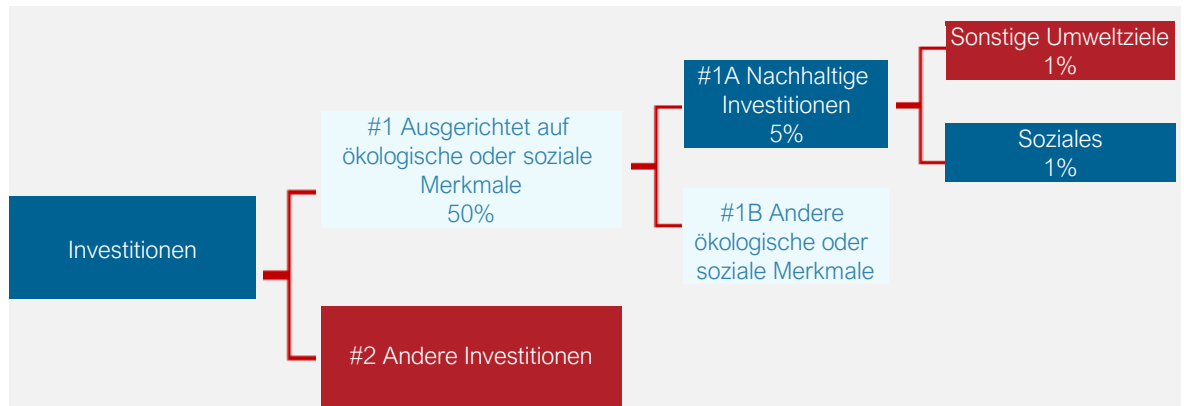 Investitionen
#1 Ausgerichtet auf
ökologische oder soziale
Merkmale
50%
#2 Andere Investitionen
#1A Nachhaltige
Investitionen
5%
#1B Andere
ökologische oder
soziale Merkmale
Sonstige Umweltziele
1%
Soziales
1%